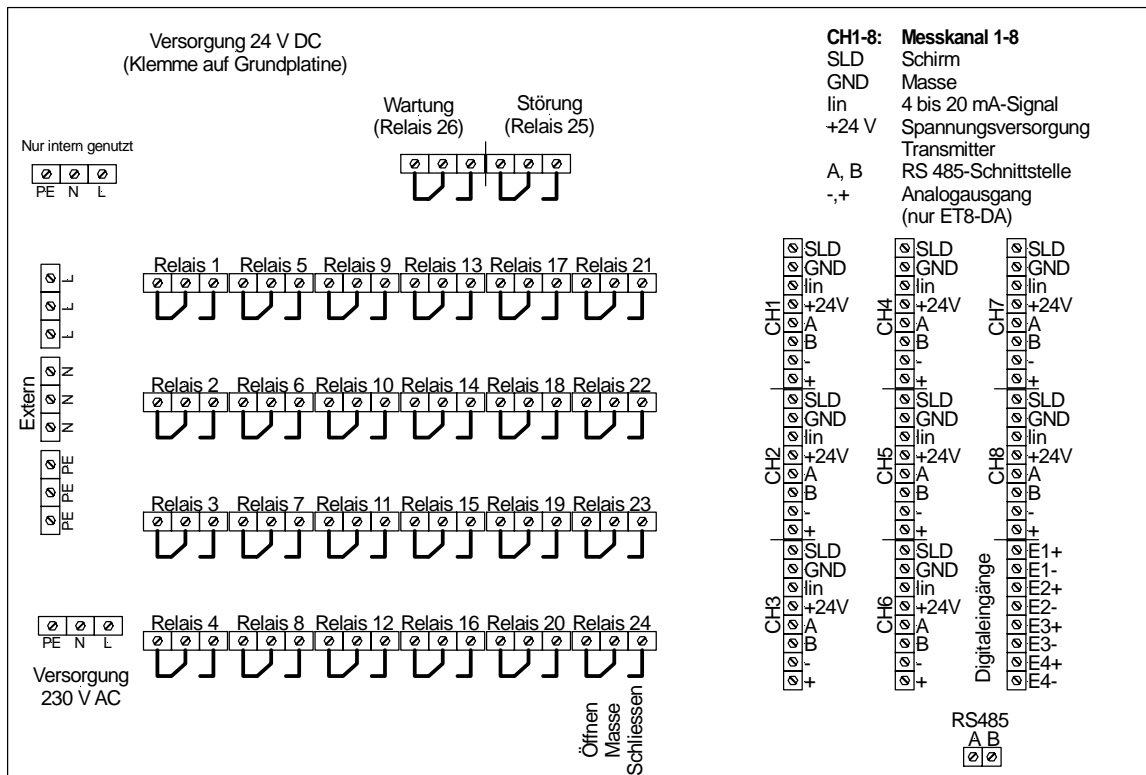 Versorgung 24 V DC
(Klemme auf Grundplatine)
Wartung
(Relais 26)
Störung
(Relais 25)
Nur intern genutzt
PE N L
CH1-8: Messkanal 1-8
SLD Schirm
GND Masse
Iin 4 bis 20 mA-Signal
+24 V Spannungsversorgung
Transmitter
A, B RS 485-Schnittstelle
-,+ Analogausgang
(nur ET8-DA)
Extern
L
L
L
N
N
N
PE
PE
PE
Relais 1 Relais 5 Relais 9 Relais 13 Relais 17 Relais 21
Relais 2 Relais 6 Relais 10 Relais 14 Relais 18 Relais 22
Relais 3 Relais 7 Relais 11 Relais 15 Relais 19 Relais 23
Relais 4 Relais 8 Relais 12 Relais 16 Relais 20 Relais 24
PE N L
Versorgung
230 V AC
Öffnen
Masse
Schliessen
CH1
SLD
GND
Iin
+24V
A
B
-
+
CH2
SLD
GND
Iin
+24V
A
B
-
+
CH3
SLD
GND
Iin
+24V
A
B
-
+
CH4
SLD
GND
Iin
+24V
A
B
-
+
CH5
SLD
GND
Iin
+24V
A
B
-
+
CH6
SLD
GND
Iin
+24V
A
B
-
+
CH7
SLD
GND
Iin
+24V
A
B
-
+
CH8
SLD
GND
Iin
+24V
A
B
-
+
Digitaleingänge
E1+
E1-
E2+
E2-
E3+
E3-
E4+
E4-
RS485
A B